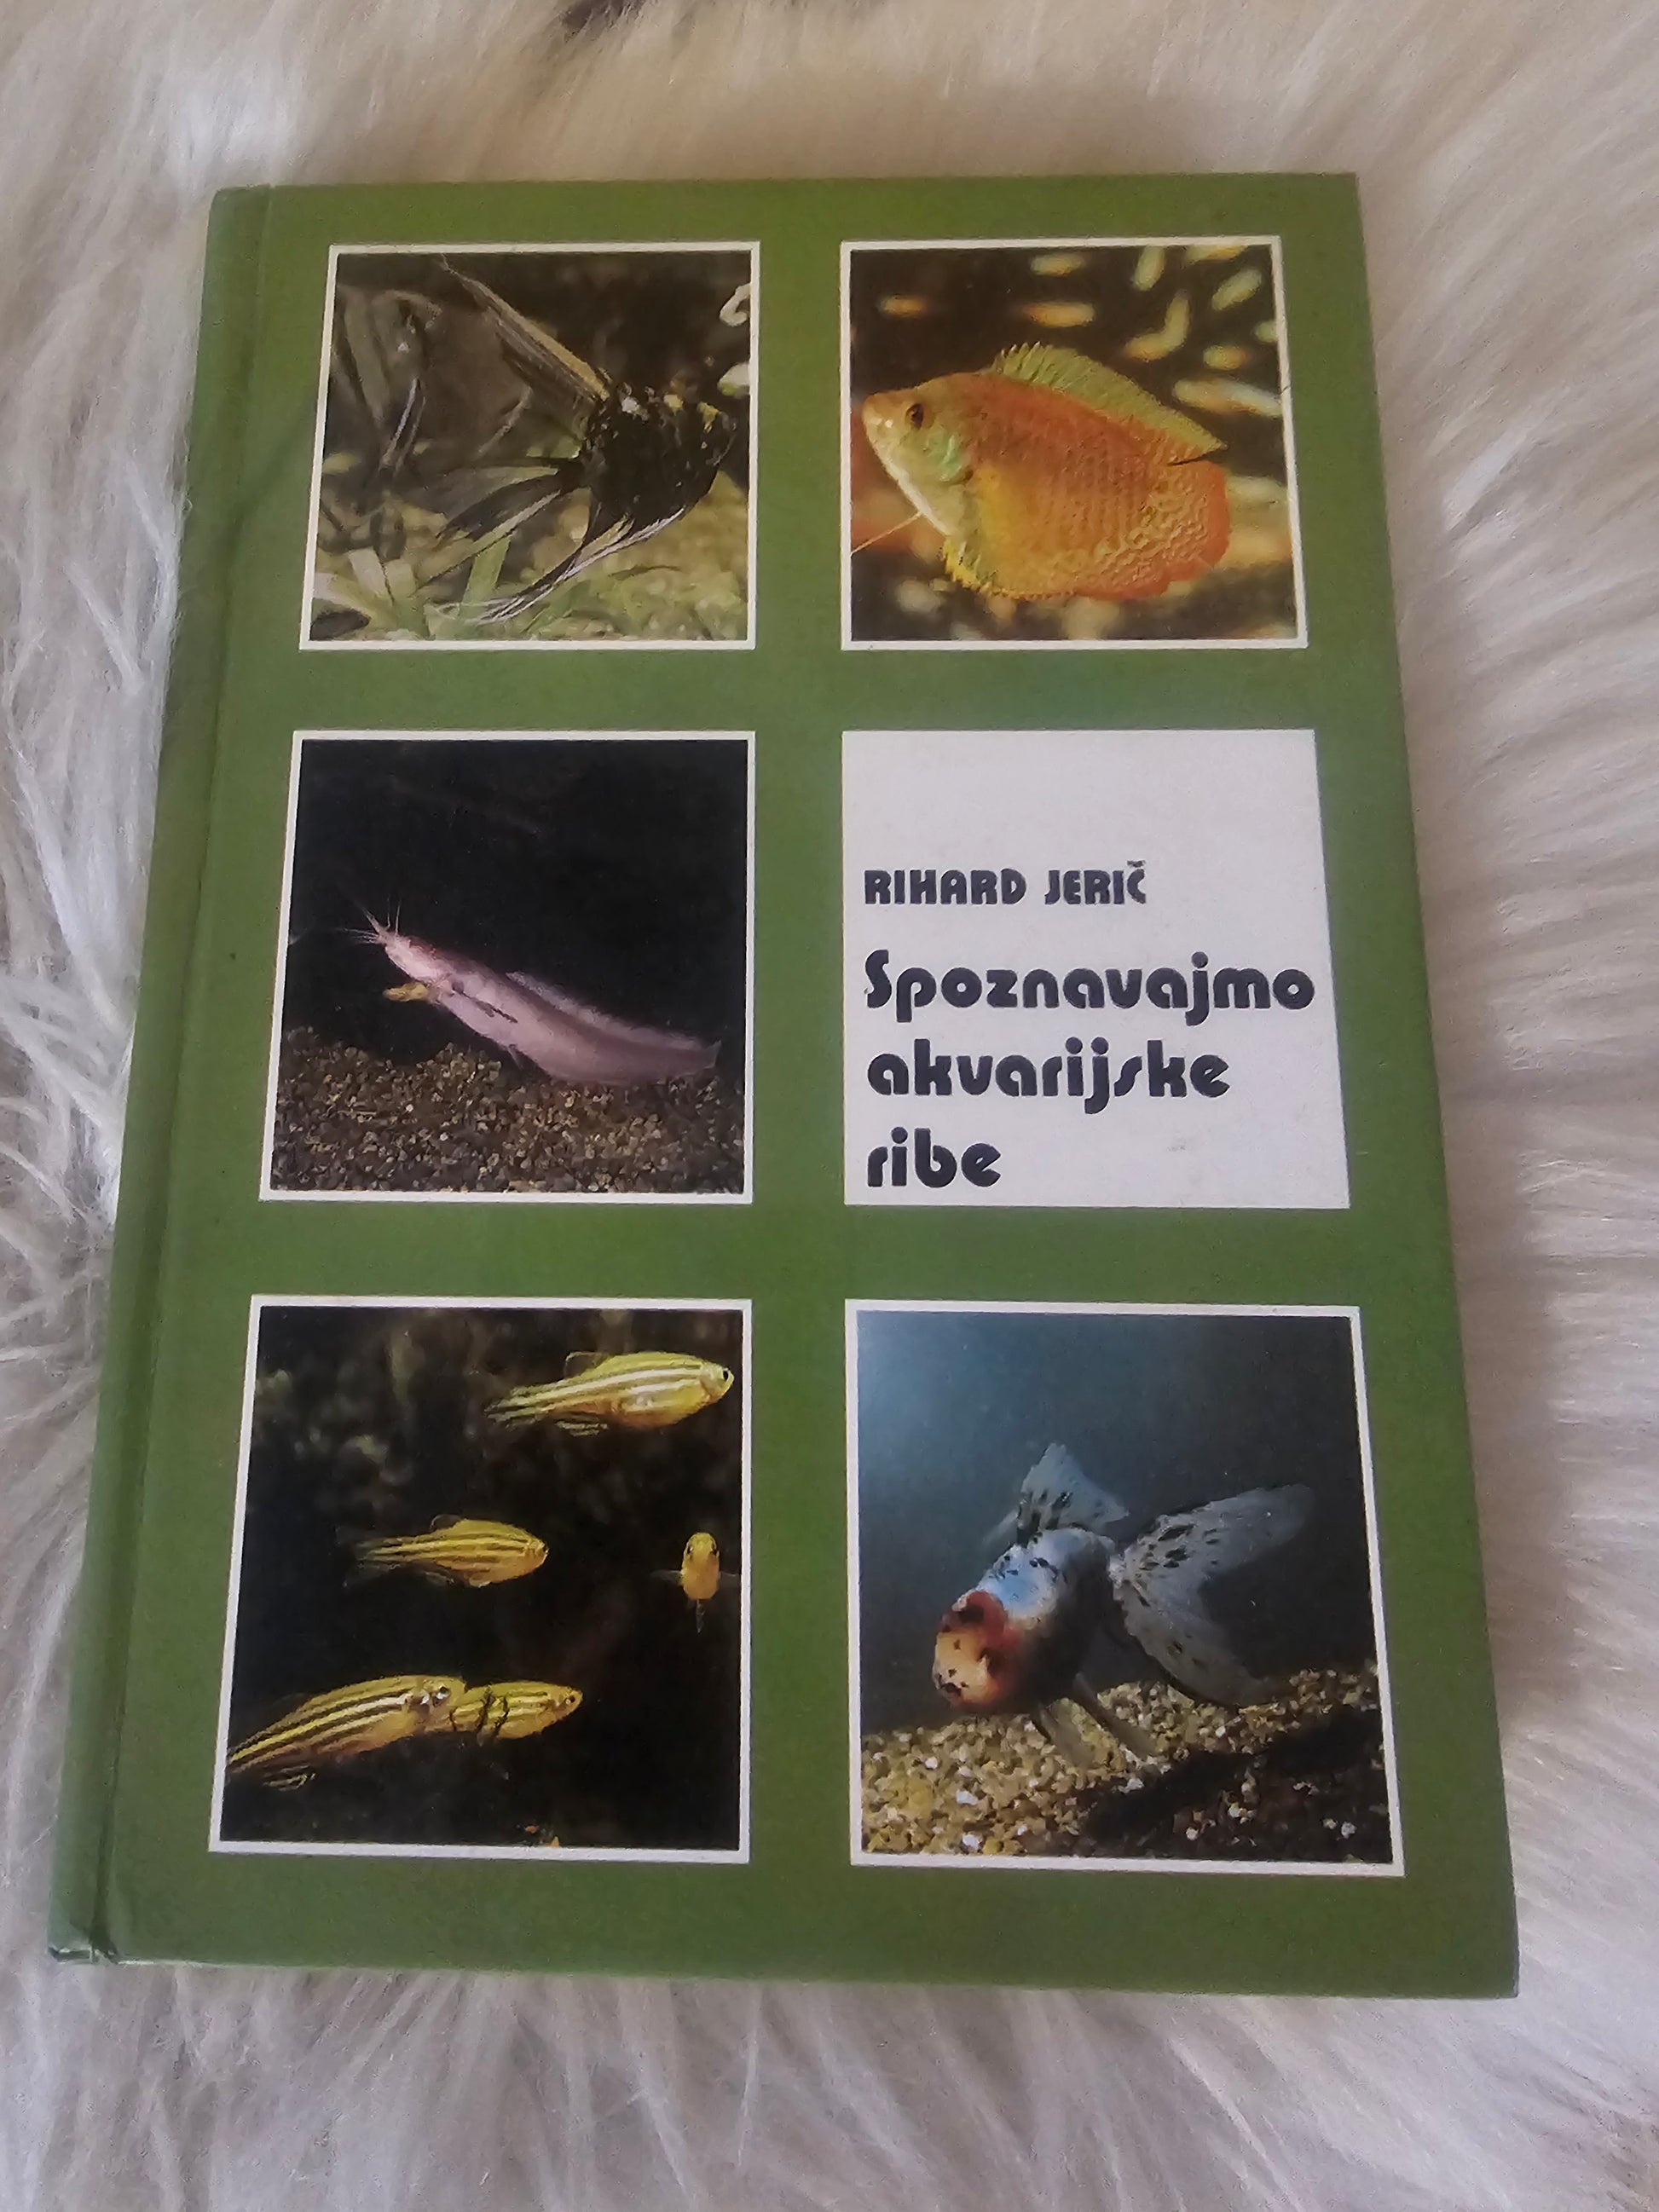 RIHARD JERIČ
Spoznavajmo
akvarijske
ribe